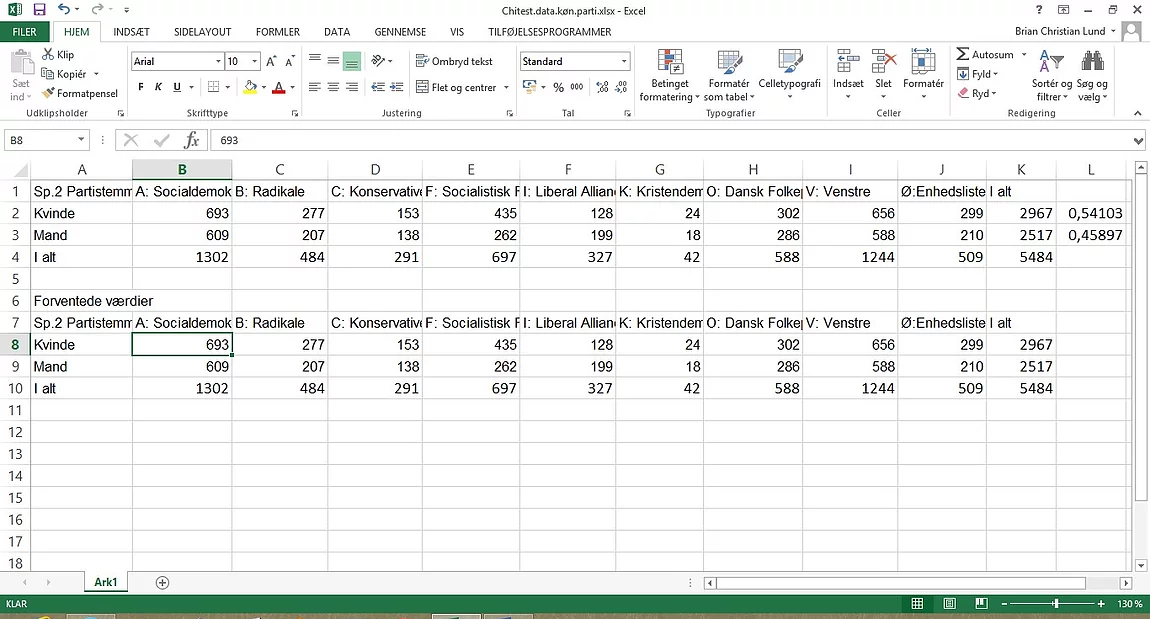 Chitest.data.køn.parti.xlsx - Excel
FILER HJEM INDSÆT SIDELAYOUT FORMLER DATA GENNEMSE VIS TILFØJELSESPROGRAMMER Brian Christian Lund
Sæt ind Klip Kopiér Formatpensel
Udklipsholder
Arial 10 A A
F K U A
Skrifttype
Ombryd tekst
Flet og centrer
Justering
Standard
% 000
Tal
Betinget formatering Formatér som tabel Celletypografi
Typografier
Indsæt Slet Formatér
Celler
Autosum Fyld Ryd Sortér og filtrer Søg og vælg
Redigering
B8 fx 693
A B C D E F G H I J K L
1 Sp.2 Partistemm A: Socialdemok B: Radikale C: Konservative F: Socialistisk F I: Liberal Allian K: Kristendem O: Dansk Folkep V: Venstre Ø:Enhedsliste I alt
2 Kvinde 693 277 153 435 128 24 302 656 299 2967 0,54103
3 Mand 609 207 138 262 199 18 286 588 210 2517 0,45897
4 I alt 1302 484 291 697 327 42 588 1244 509 5484
5
6 Forventede værdier
7 Sp.2 Partistemm A: Socialdemok B: Radikale C: Konservative F: Socialistisk F I: Liberal Allian K: Kristendem O: Dansk Folkep V: Venstre Ø:Enhedsliste I alt
8 Kvinde 693 277 153 435 128 24 302 656 299 2967
9 Mand 609 207 138 262 199 18 286 588 210 2517
10 I alt 1302 484 291 697 327 42 588 1244 509 5484
11
12
13
14
15
16
17
18
Ark1
KLAR 130 %